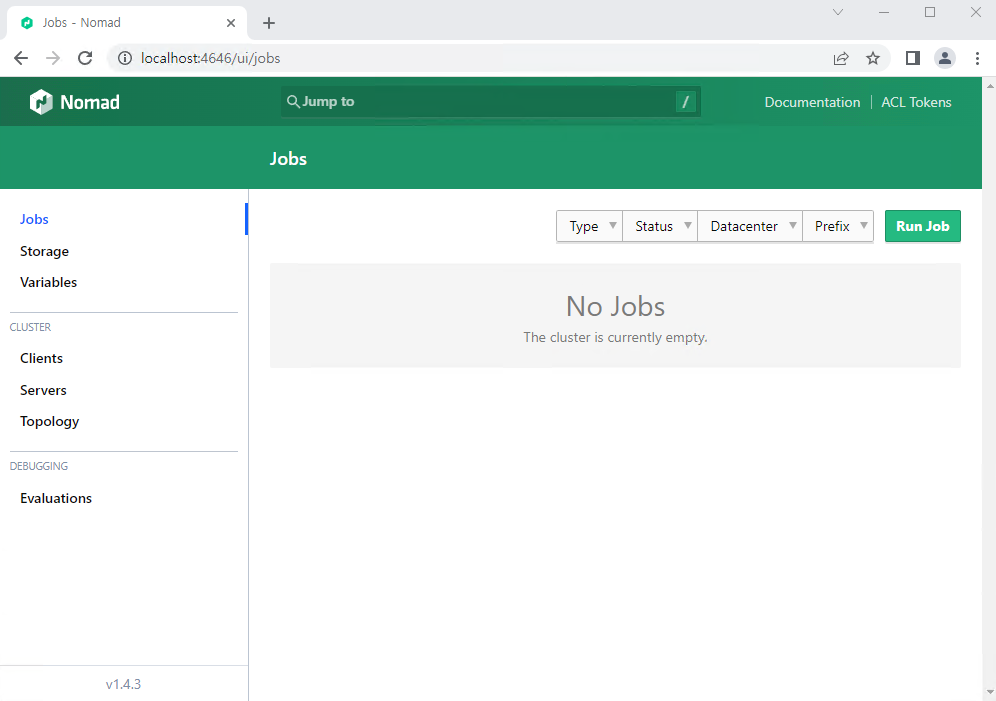 Jobs - Nomad
localhost:4646/ui/jobs
Nomad
Jump to
/
Documentation
ACL Tokens
Jobs
Jobs
Storage
Variables
CLUSTER
Clients
Servers
Topology
DEBUGGING
Evaluations
v1.4.3
Type
Status
Datacenter
Prefix
Run Job
No Jobs
The cluster is currently empty.